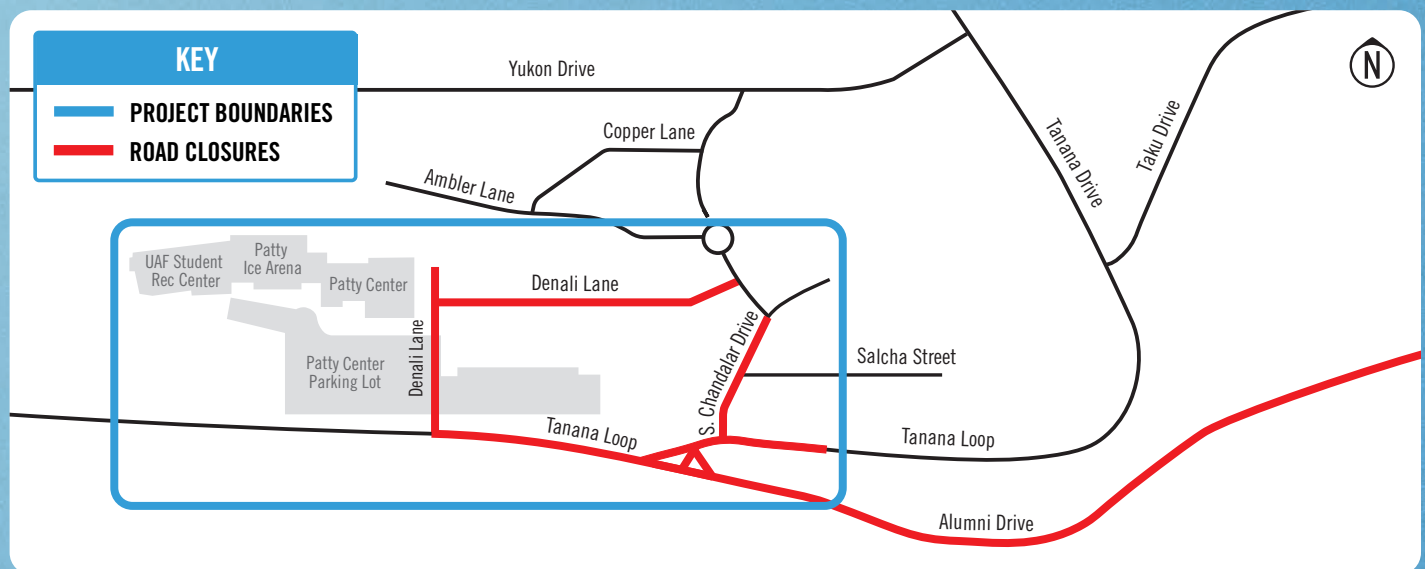 KEY
PROJECT BOUNDARIES
ROAD CLOSURES
Yukon Drive
N
Copper Lane
Ambler Lane
Tanana Drive
Taku Drive
UAF Student
Rec Center
Patty
Ice Arena
Patty Center
Denali Lane
Patty Center
Parking Lot
Denali Lane
S. Chandalar Drive
Salcha Street
Tanana Loop
Tanana Loop
Alumni Drive